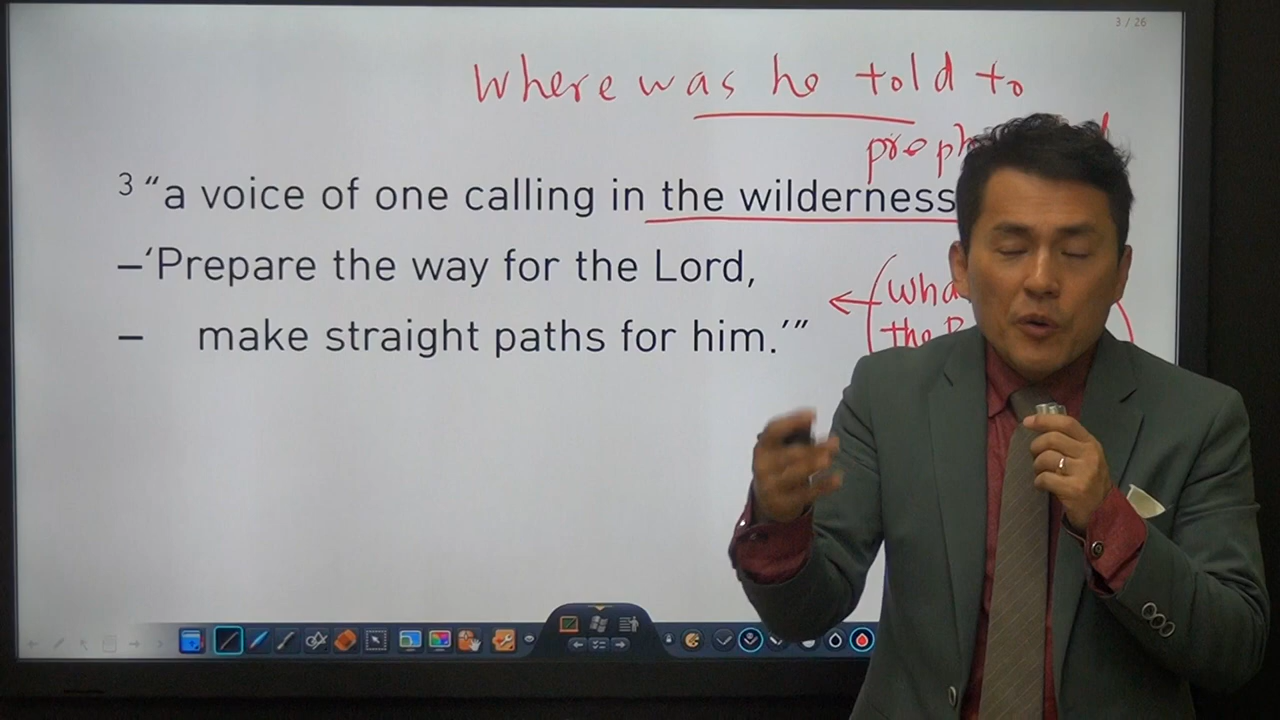 3 / 26
Where was he told to
3 “a voice of one calling in the wilderness
–‘Prepare the way for the Lord,
– make straight paths for him.’”
the